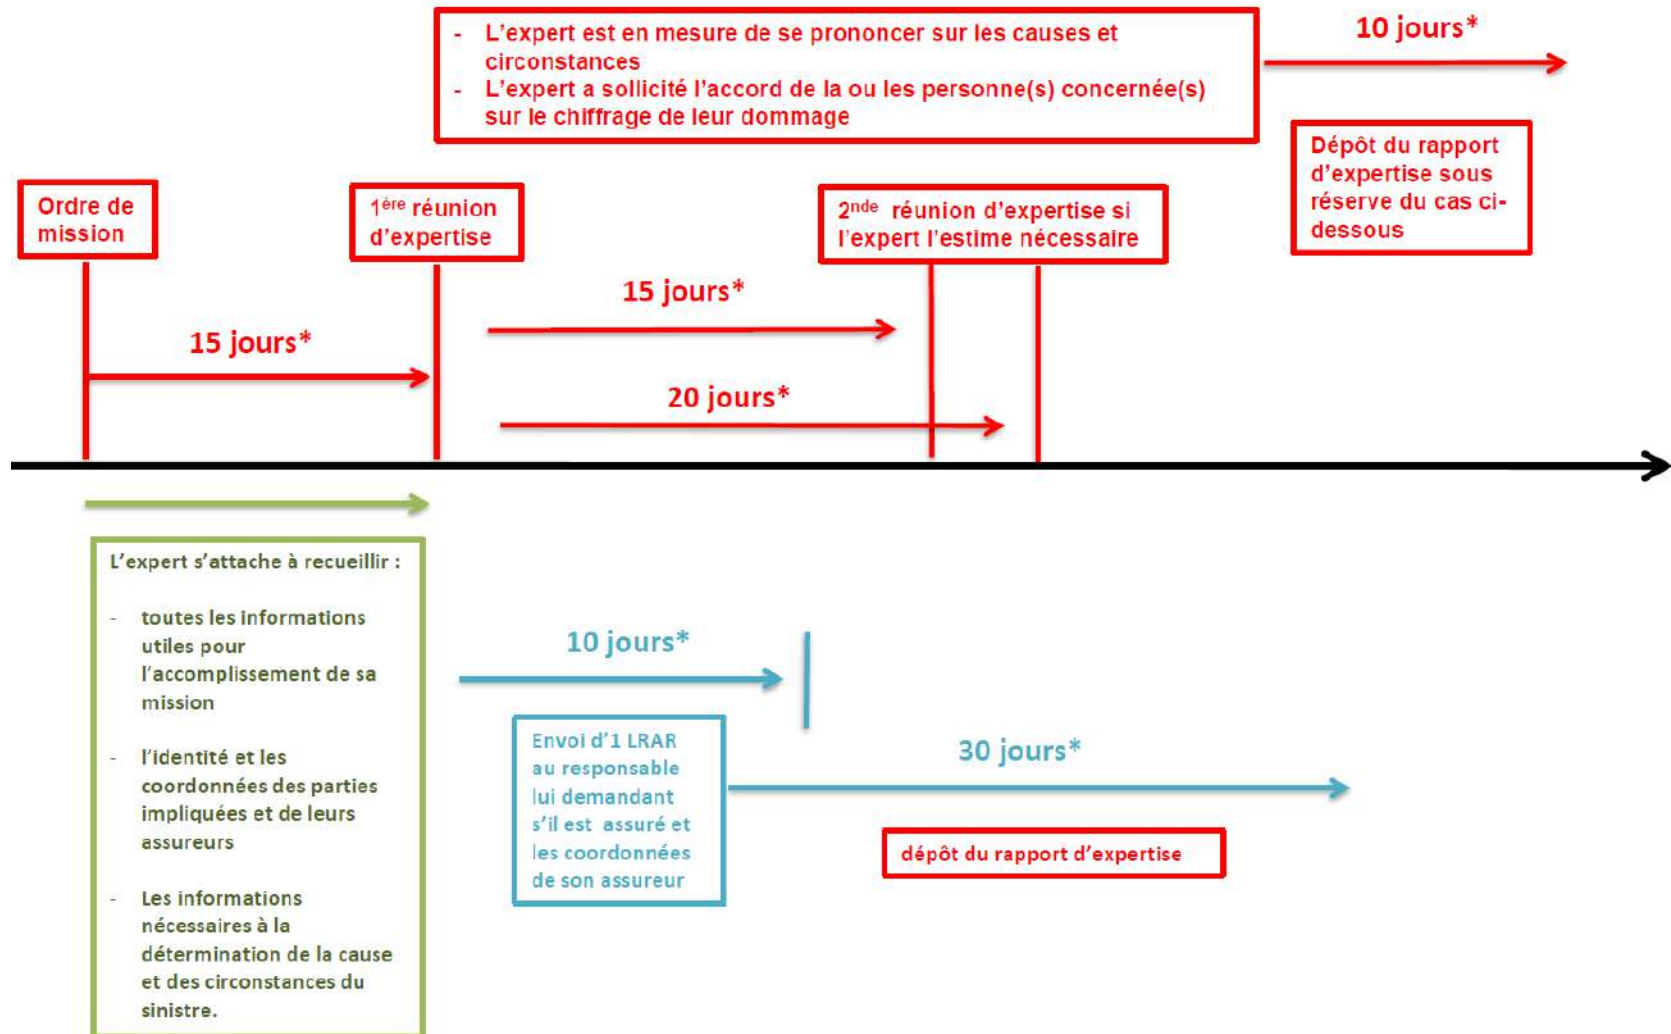 - L'expert est en mesure de se prononcer sur les causes et
circonstances
- L'expert a sollicité l'accord de la ou les personne(s) concernée(s)
sur le chiffrage de leur dommage
10 jours*
Dépôt du rapport
d'expertise sous
réserve du cas ci-
dessous
Ordre de
mission
1ère réunion
d'expertise
2nde réunion d'expertise si
l'expert l'estime nécessaire
15 jours*
15 jours*
20 jours*
L'expert s'attache à recueillir :
- toutes les informations
utiles pour
l'accomplissement de sa
mission
- l'identité et les
coordonnées des parties
impliquées et de leurs
assureurs
- Les informations
nécessaires à la
détermination de la cause
et des circonstances du
sinistre.
10 jours*
Envoi d'1 LRAR
au responsable
lui demandant
s'il est assuré et
les coordonnées
de son assureur
30 jours*
dépôt du rapport d'expertise